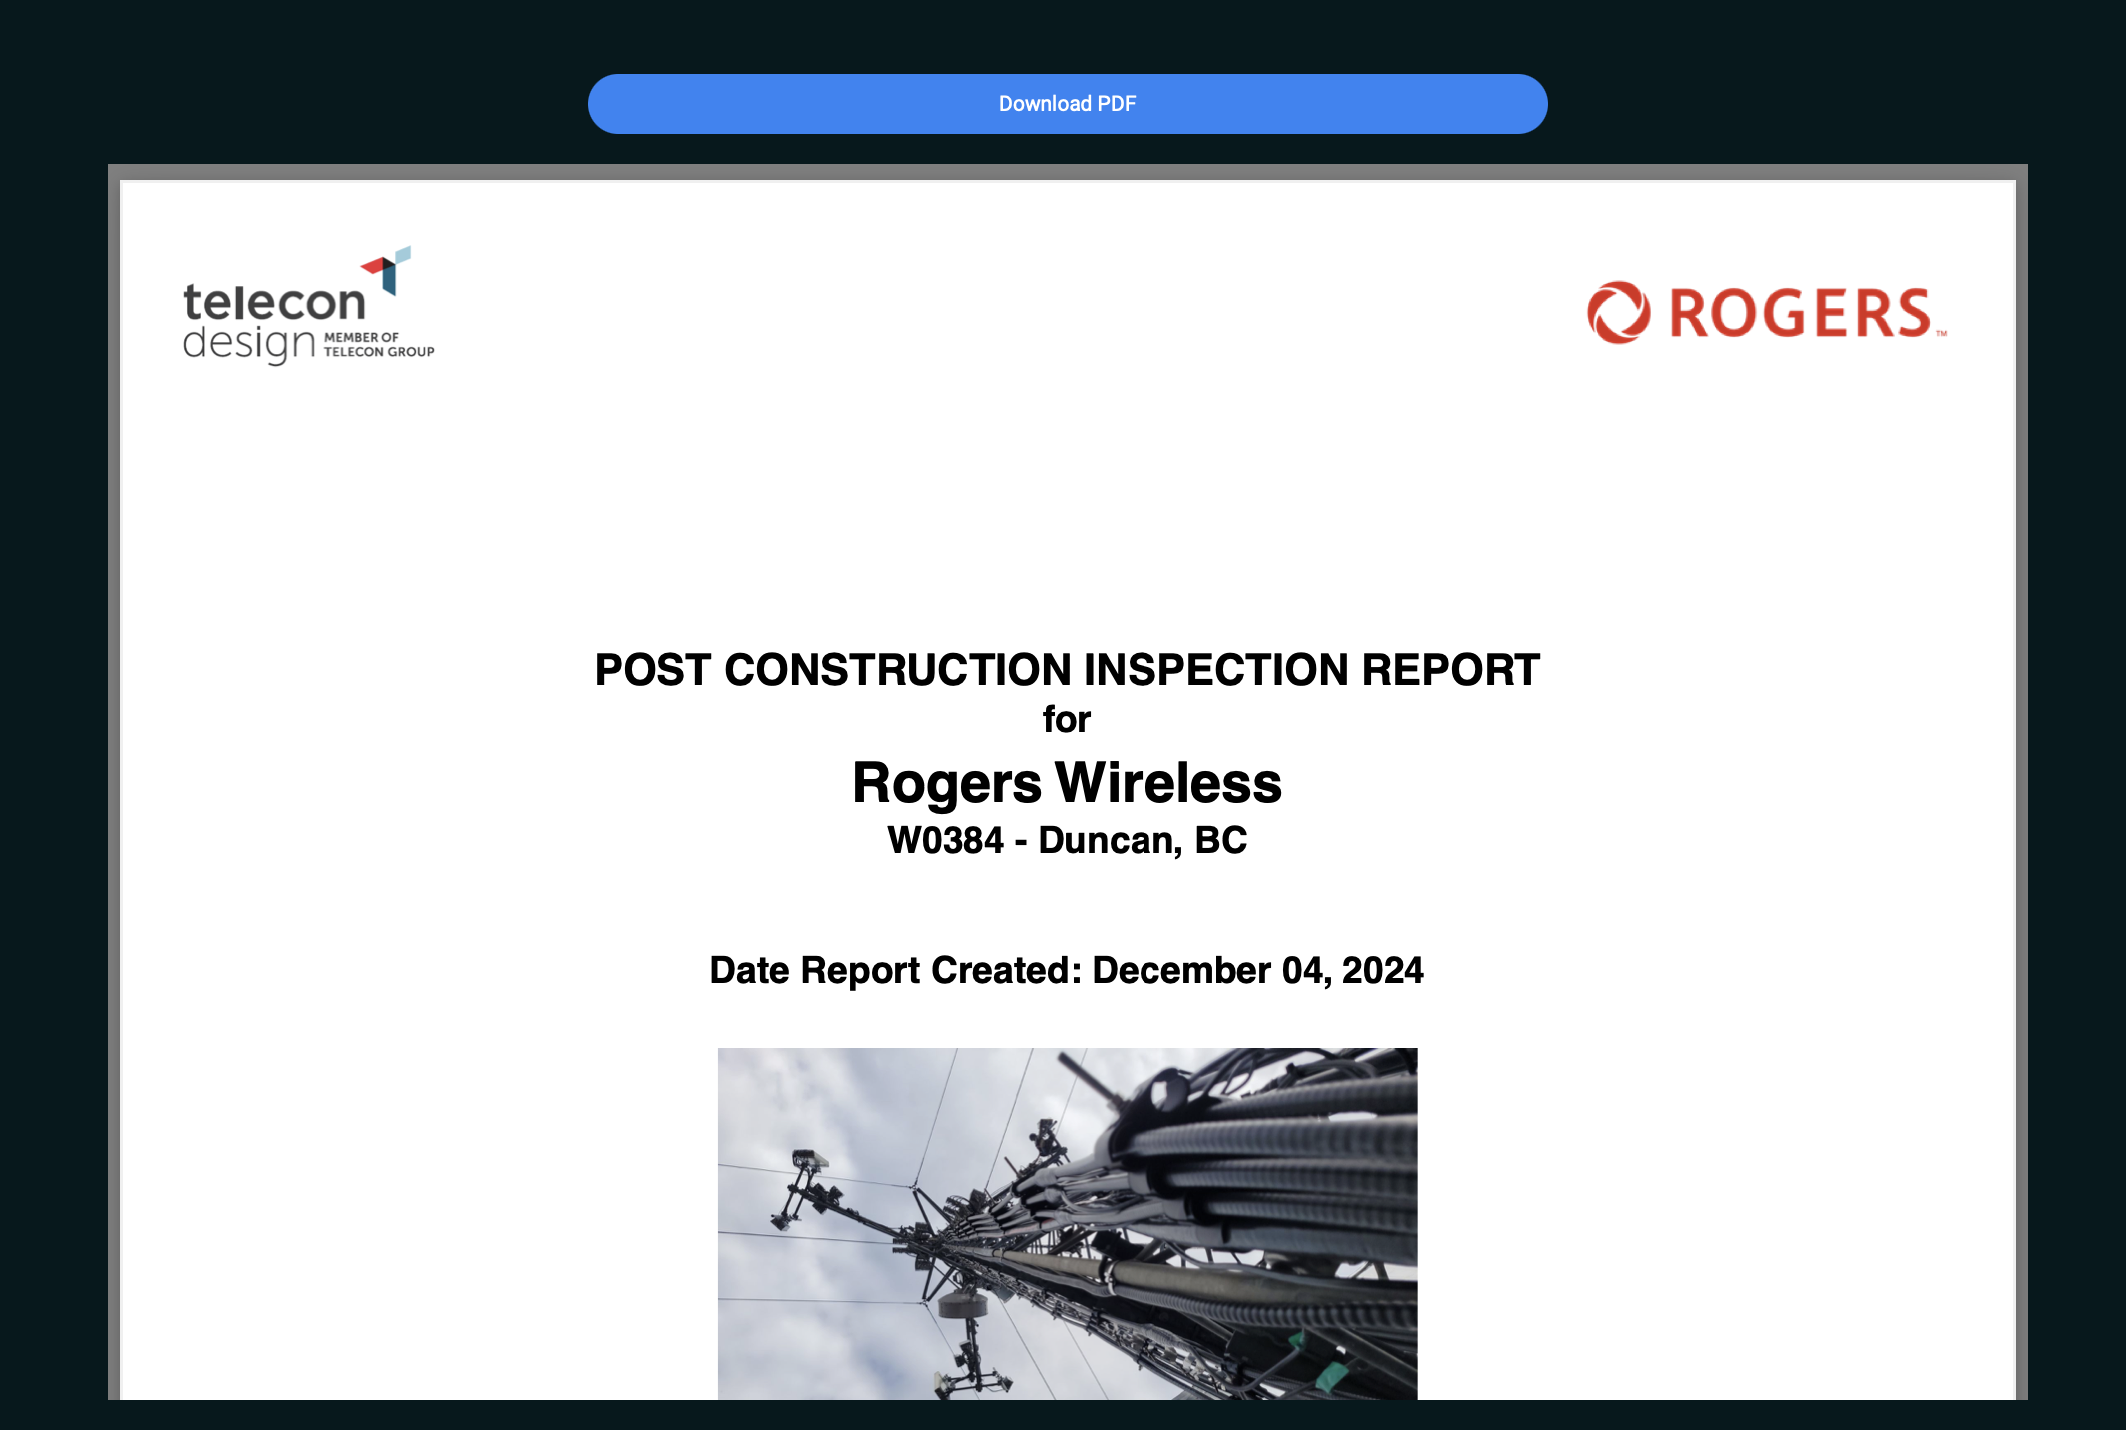 Download PDF
telecon
design MEMBER OF
TELECON GROUP
ROGERS™
POST CONSTRUCTION INSPECTION REPORT
for
Rogers Wireless
W0384 - Duncan, BC
Date Report Created: December 04, 2024